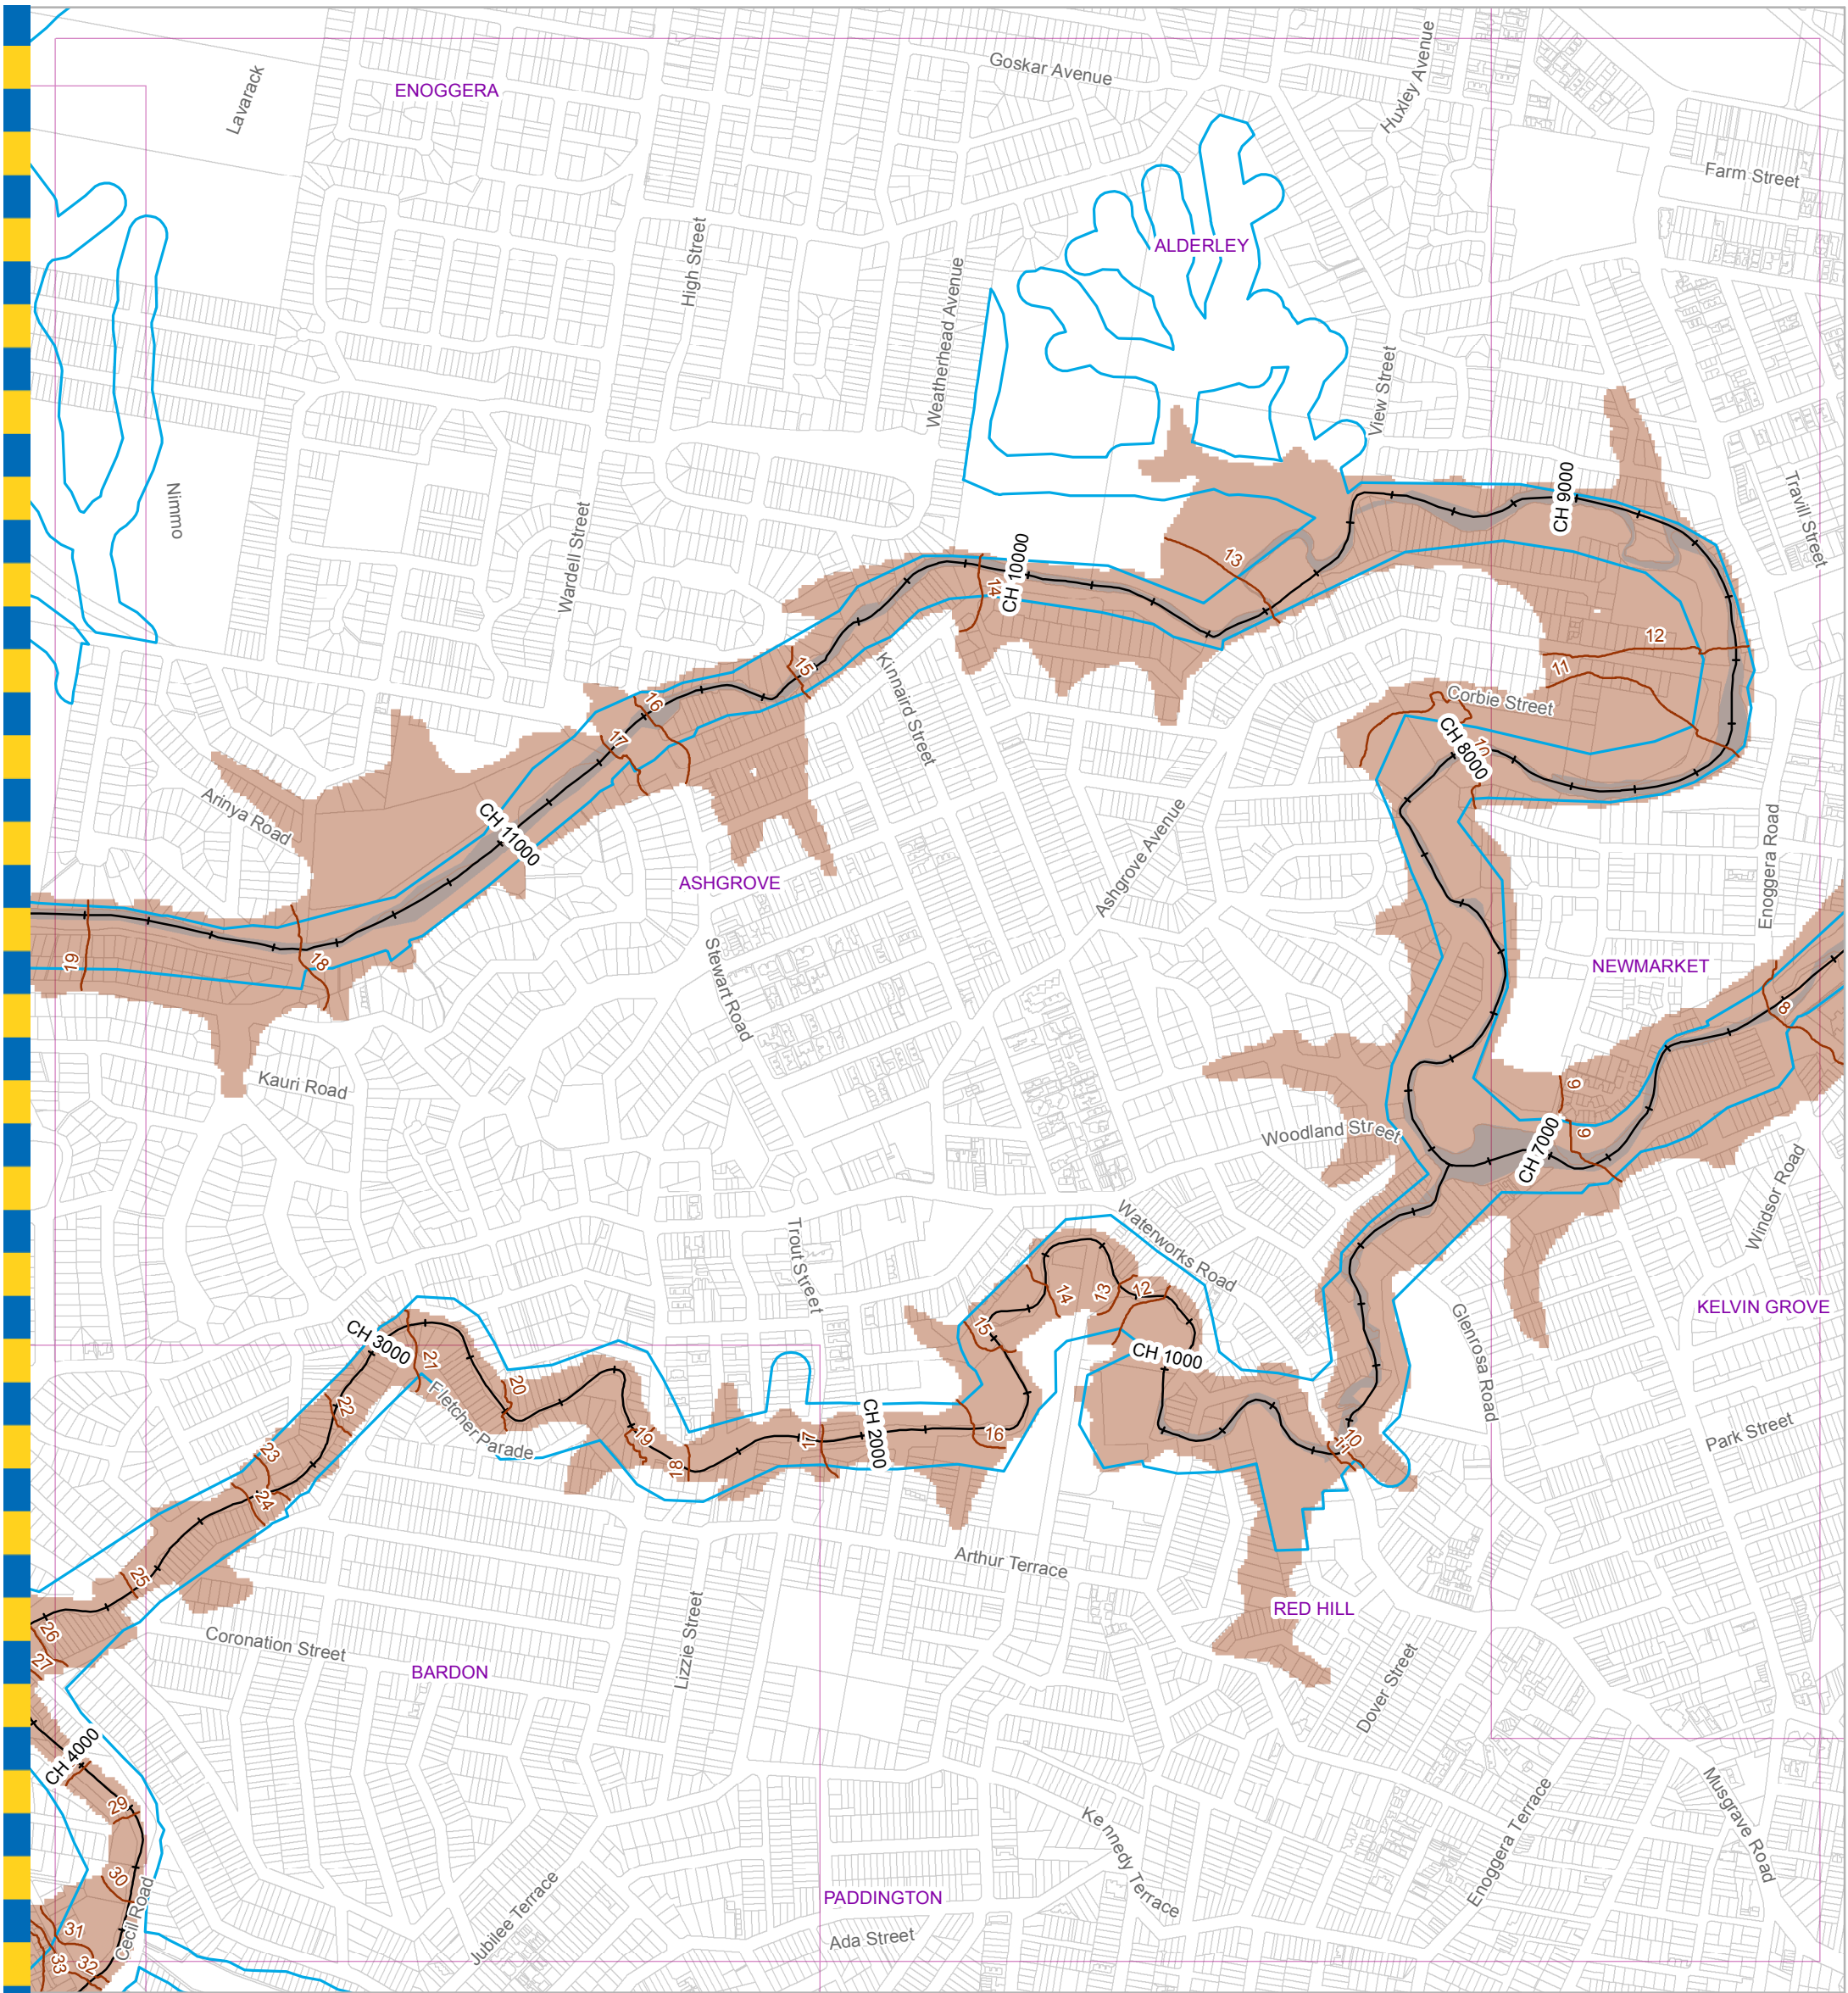 Goskar Avenue
Huxley Avenue
Lavarack
ENOGGERA
Farm Street
High Street
ALDERLEY
Weatherhead Avenue
View Street
Nimmo
Wardell Street
CH 9000
Travill Street
13
CH 10000
14
12
11
15
Kinnaird Street
Corbie Street
16
17
10
CH 8000
Arinya Road
CH 11000
ASHGROVE
Ashgrove Avenue
Enoggera Road
19
18
Stewart Road
NEWMARKET
8
Kauri Road
9
9
Woodland Street
CH 7000
Windsor Road
Waterworks Road
Trout Street
14
13
12
KELVIN GROVE
15
CH 3000
21
CH 1000
Glenrosa Road
20
22
Fletcher Parade
CH 2000
16
Park Street
19
17
10
11
23
18
24
Arthur Terrace
25
RED HILL
26
Coronation Street
Lizzie Street
27
BARDON
Dover Street
CH 4000
29
Kennedy Terrace
Enoggera Terrace
Musgrave Road
30
PADDINGTON
Cecil Road
Jubilee Terrace
31
Ada Street
33
32